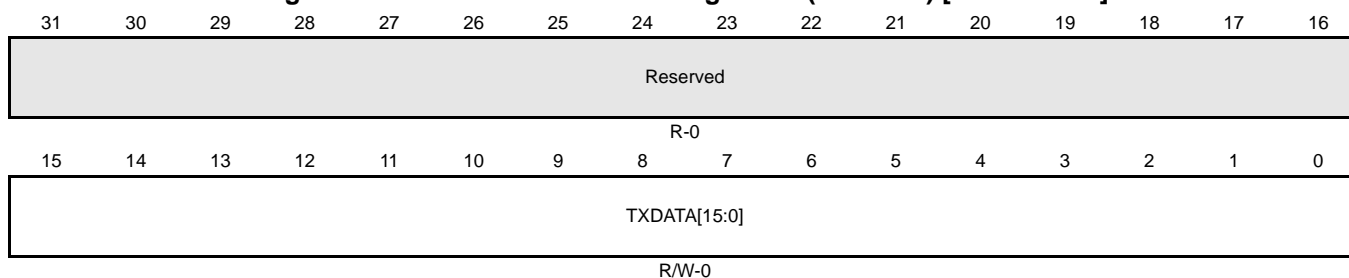 31 30 29 28 27 26 25 24 23 22 21 20 19 18 17 16
Reserved
R-0
15 14 13 12 11 10 9 8 7 6 5 4 3 2 1 0
TXDATA[15:0]
R/W-0